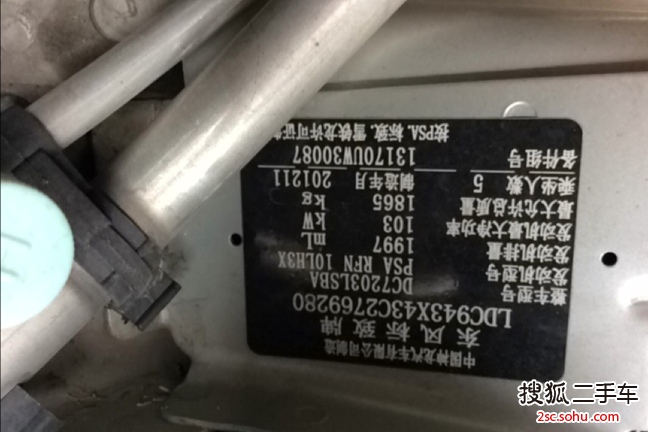 中国神龙汽车有限公司制造
东风标致牌
LDC943X43C2769280
整车型号 DC7203LSBA
发动机型号 PSA RFN 10LH3X
发动机排量 1997 mL
发动机最大净功率 103 kW
最大允许总质量 1865 kg
乘坐人数 5 制造年月 201211
备件组号 13170UW30087
按PSA.标致.雪铁龙许可证
搜狐二手车
2sc.sohu.com